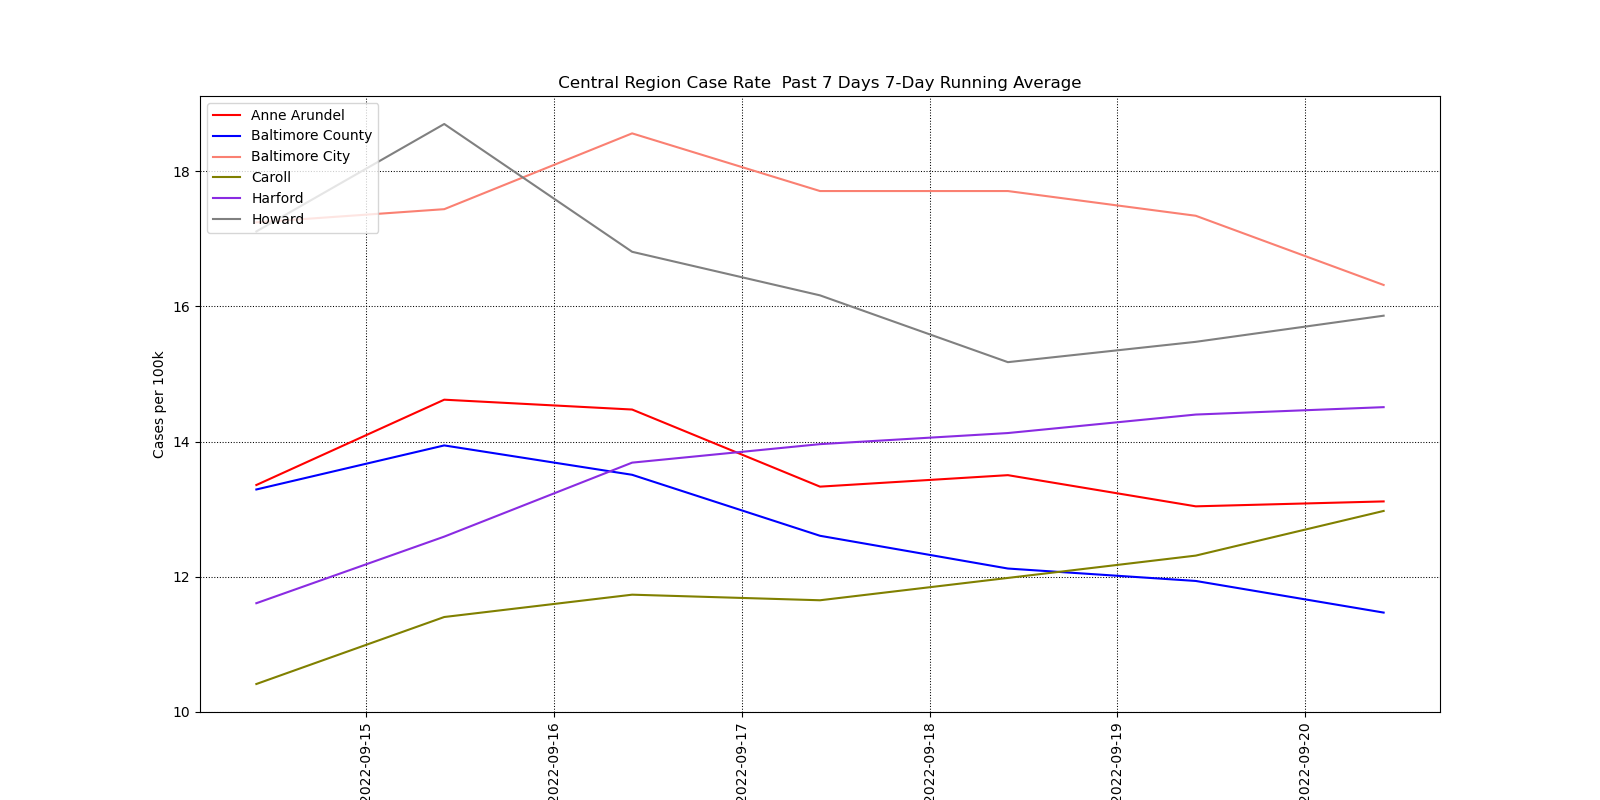 Central Region Case Rate  Past 7 Days 7-Day Running Average
Anne Arundel
Baltimore County
Baltimore City
Caroll
Harford
Howard
Cases per 100k
18
16
14
12
10
2022-09-15
2022-09-16
2022-09-17
2022-09-18
2022-09-19
2022-09-20